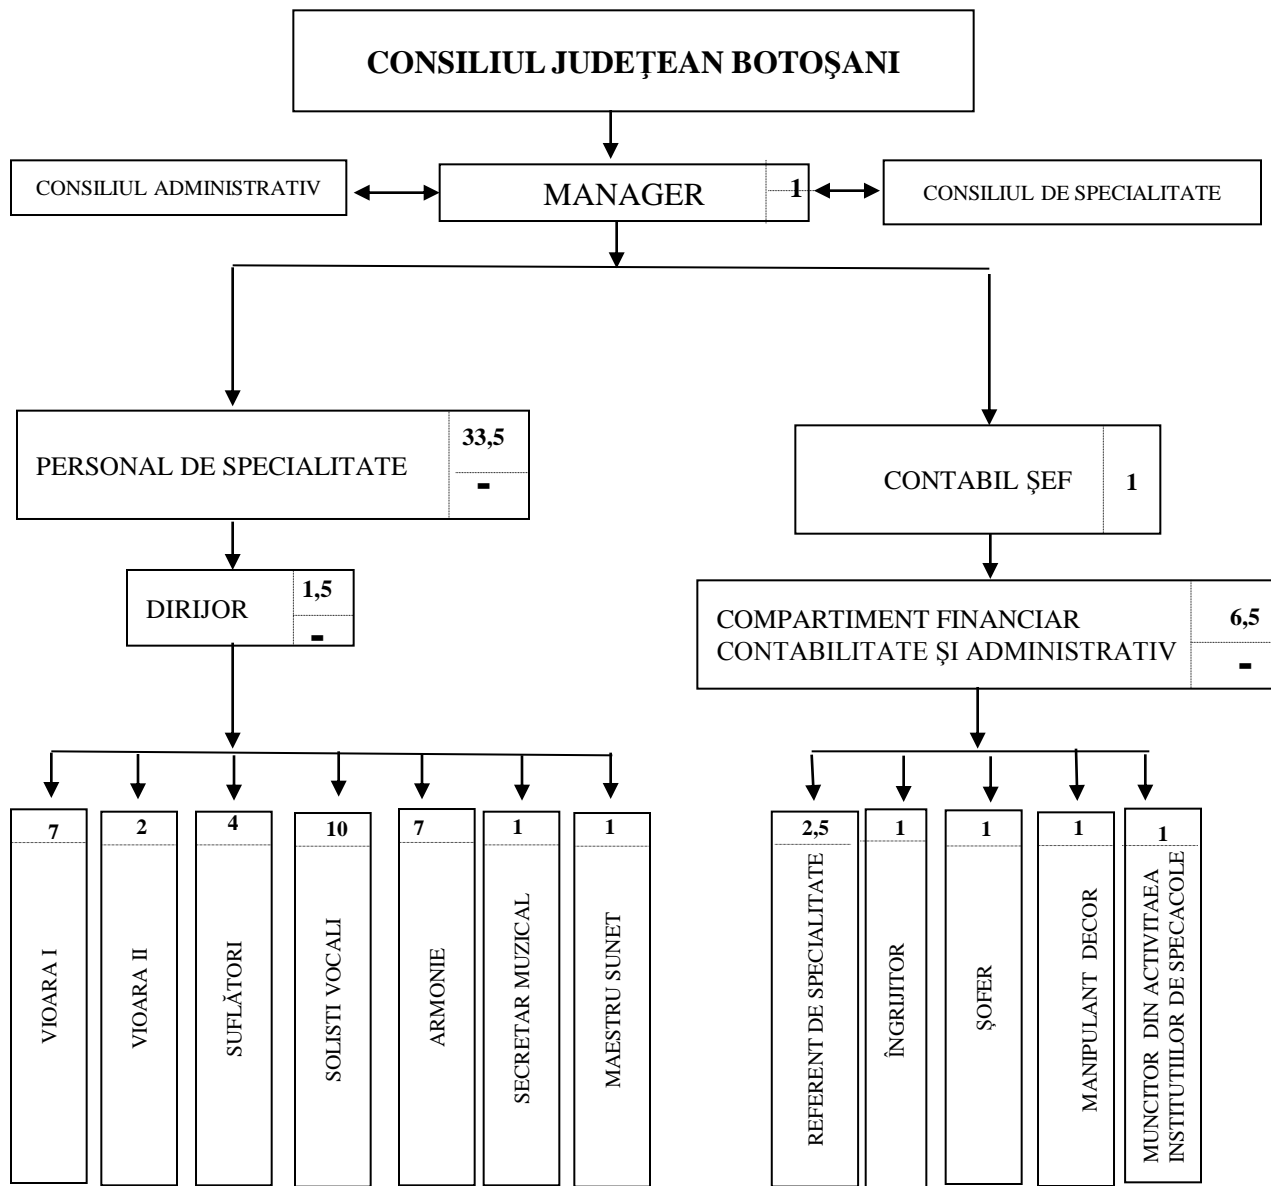 CONSILIUL JUDEŢEAN BOTOŞANI
CONSILIUL ADMINISTRATIV
MANAGER
1
CONSILIUL DE SPECIALITATE
PERSONAL DE SPECIALITATE
33,5
-
CONTABIL ŞEF
1
DIRIJOR
1,5
-
COMPARTIMENT FINANCIAR
CONTABILITATE ŞI ADMINISTRATIV
6,5
-
7
VIOARA I
2
VIOARA II
4
SUFLĂTORI
10
SOLISTI VOCALI
7
ARMONIE
1
SECRETAR MUZICAL
1
MAESTRU SUNET
2,5
REFERENT DE SPECIALITATE
1
ÎNGRIJITOR
1
ŞOFER
1
MANIPULANT DECOR
1
MUNCITOR DIN ACTIVITAEA
INSTITUTIILOR DE SPECACOLE